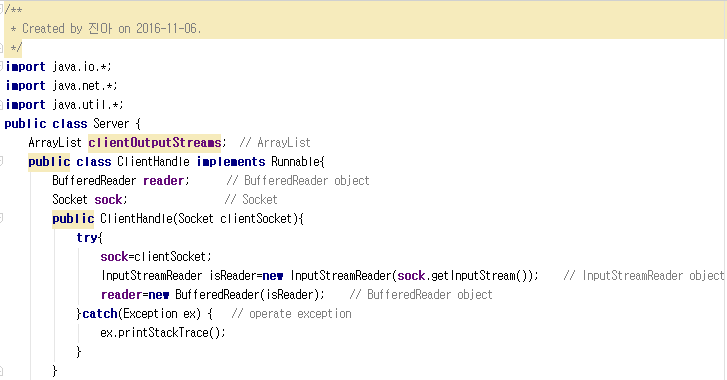 /**
 * Created by 진아 on 2016-11-06.
 */
import java.io.*;
import java.net.*;
import java.util.*;
public class Server {
    ArrayList clientOutputStreams;  // ArrayList
    public class ClientHandle implements Runnable{
        BufferedReader reader;      // BufferedReader object
        Socket sock;                // Socket
        public ClientHandle(Socket clientSocket){
            try{
                sock=clientSocket;
                InputStreamReader isReader=new InputStreamReader(sock.getInputStream());    // InputStreamReader object
                reader=new BufferedReader(isReader);    // BufferedReader object
            }catch(Exception ex) {   // operate exception
                ex.printStackTrace();
            }
        }